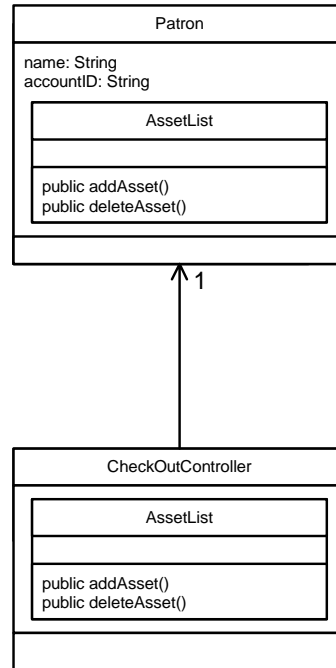 Patron
name: String
accountID: String
AssetList
public addAsset()
public deleteAsset()
1
CheckOutController
AssetList
public addAsset()
public deleteAsset()